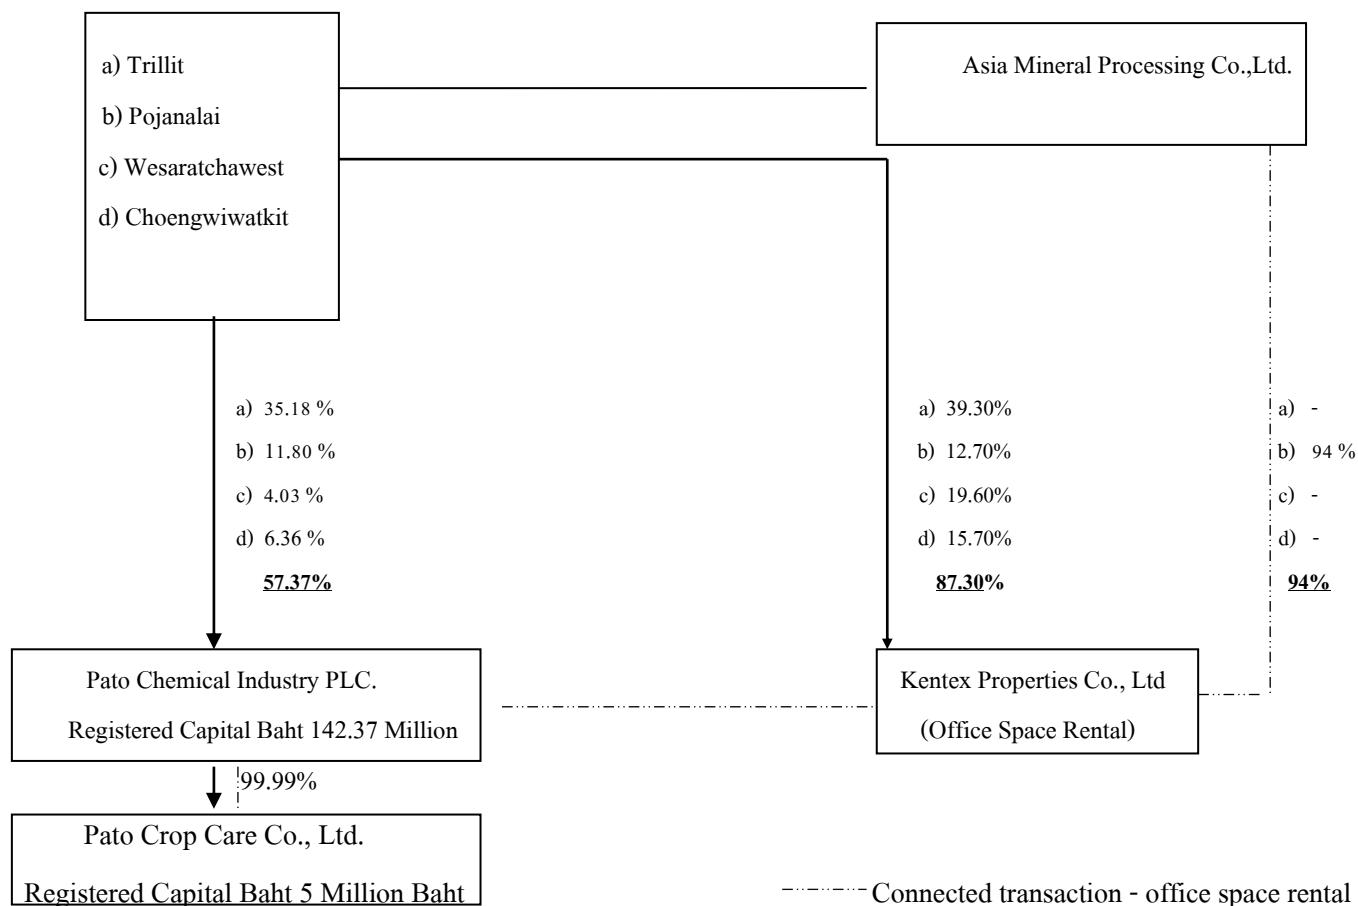 a) Trillit
b) Pojanalai
c) Wesaratchawest
d) Choengwiwatkit
Asia Mineral Processing Co.,Ltd.
a) 35.18 %
b) 11.80 %
c) 4.03 %
d) 6.36 %
57.37%
a) 39.30%
b) 12.70%
c) 19.60%
d) 15.70%
87.30%
a) -
b) 94 %
c) -
d) -
94%
Pato Chemical Industry PLC.
Registered Capital Baht 142.37 Million
Kentex Properties Co., Ltd
(Office Space Rental)
99.99%
Pato Crop Care Co., Ltd.
Registered Capital Baht 5 Million Baht
Connected transaction - office space rental